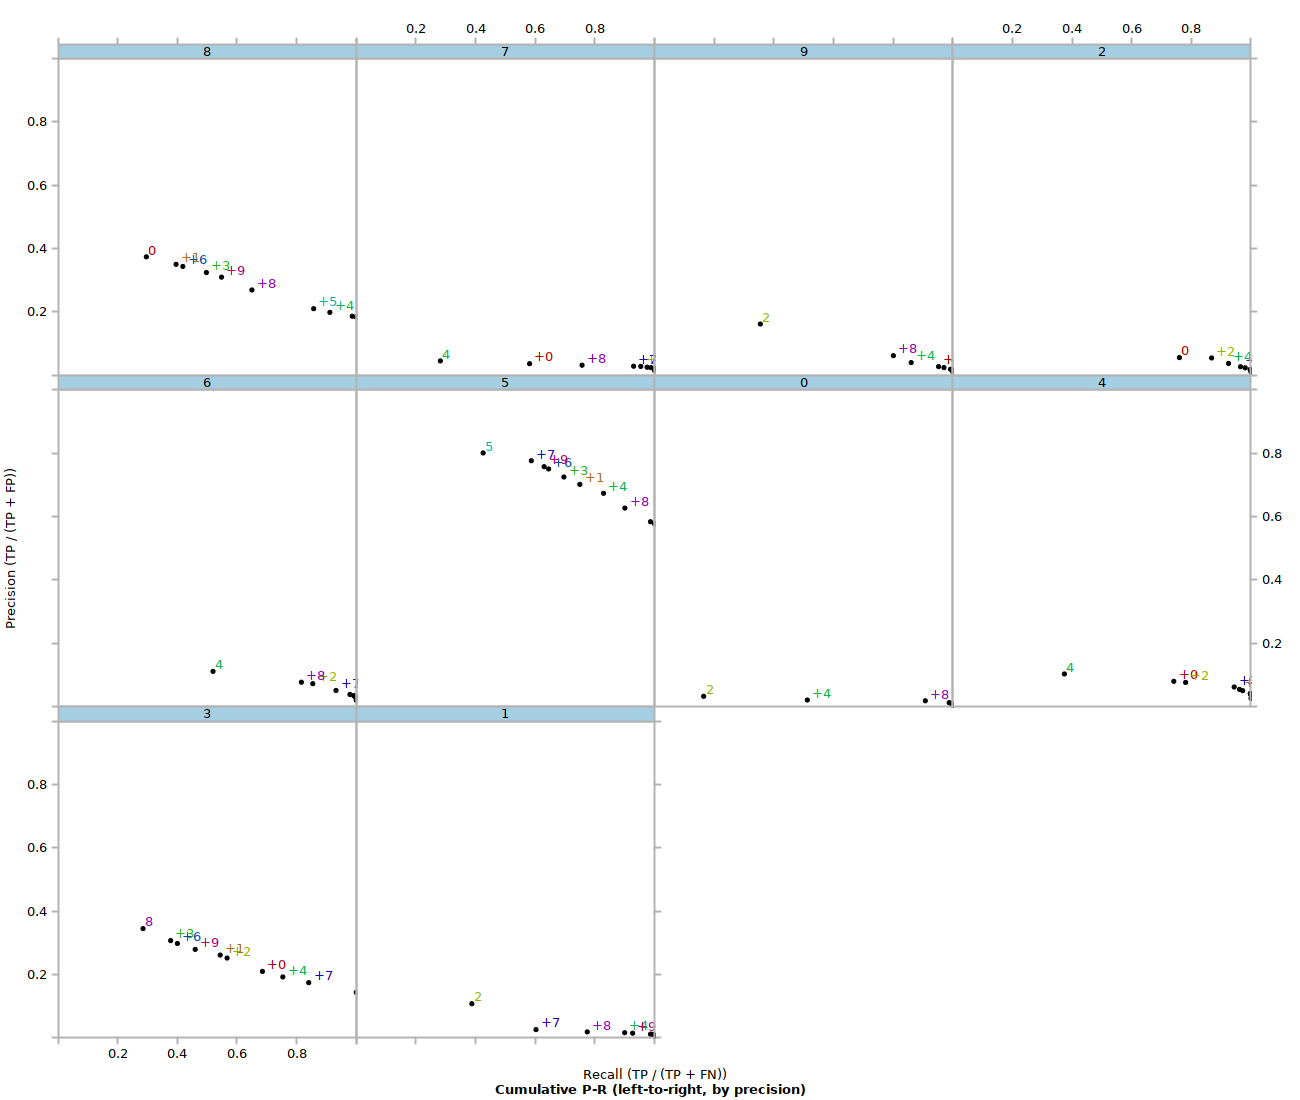 0.2 0.4 0.6 0.8 0.2 0.4 0.6 0.8
8 7 9 2
0.8
0.6
0.4
0.2
0 +1 +6 +3 +9 +8 +5 +4
4 +0 +8
2 +8 +4
0 +2 +4
6 5 0 4
0.8
0.6
0.4
0.2
4 +8 +2 +7
5 +7 +9 +6 +3 +1 +4 +8
2 +4 +8
4 +0 +2
3 1
0.8
0.6
0.4
0.2
8 +3 +6 +9 +1 +2 +0 +4 +7
2 +7 +8 +4 +9
0.2 0.4 0.6 0.8
Precision (TP / (TP + FP))
Recall (TP / (TP + FN))
Cumulative P-R (left-to-right, by precision)